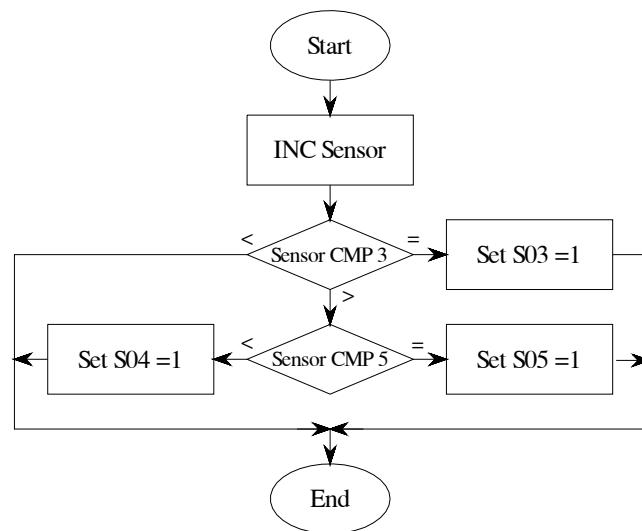 Start
INC Sensor
<
Sensor CMP 3
=
Set S03 =1
>
Set S04 =1
<
Sensor CMP 5
=
Set S05 =1
End